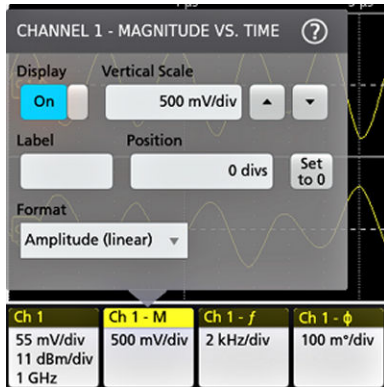 CHANNEL 1 - MAGNITUDE VS. TIME ?
Display Vertical Scale
On 500 mV/div
Label Position
0 divs Set
to 0
Format
Amplitude (linear)
Ch 1 Ch 1 - M Ch 1 - f Ch 1 - ϕ
55 mV/div 500 mV/div 2 kHz/div 100 m°/div
11 dBm/div
1 GHz